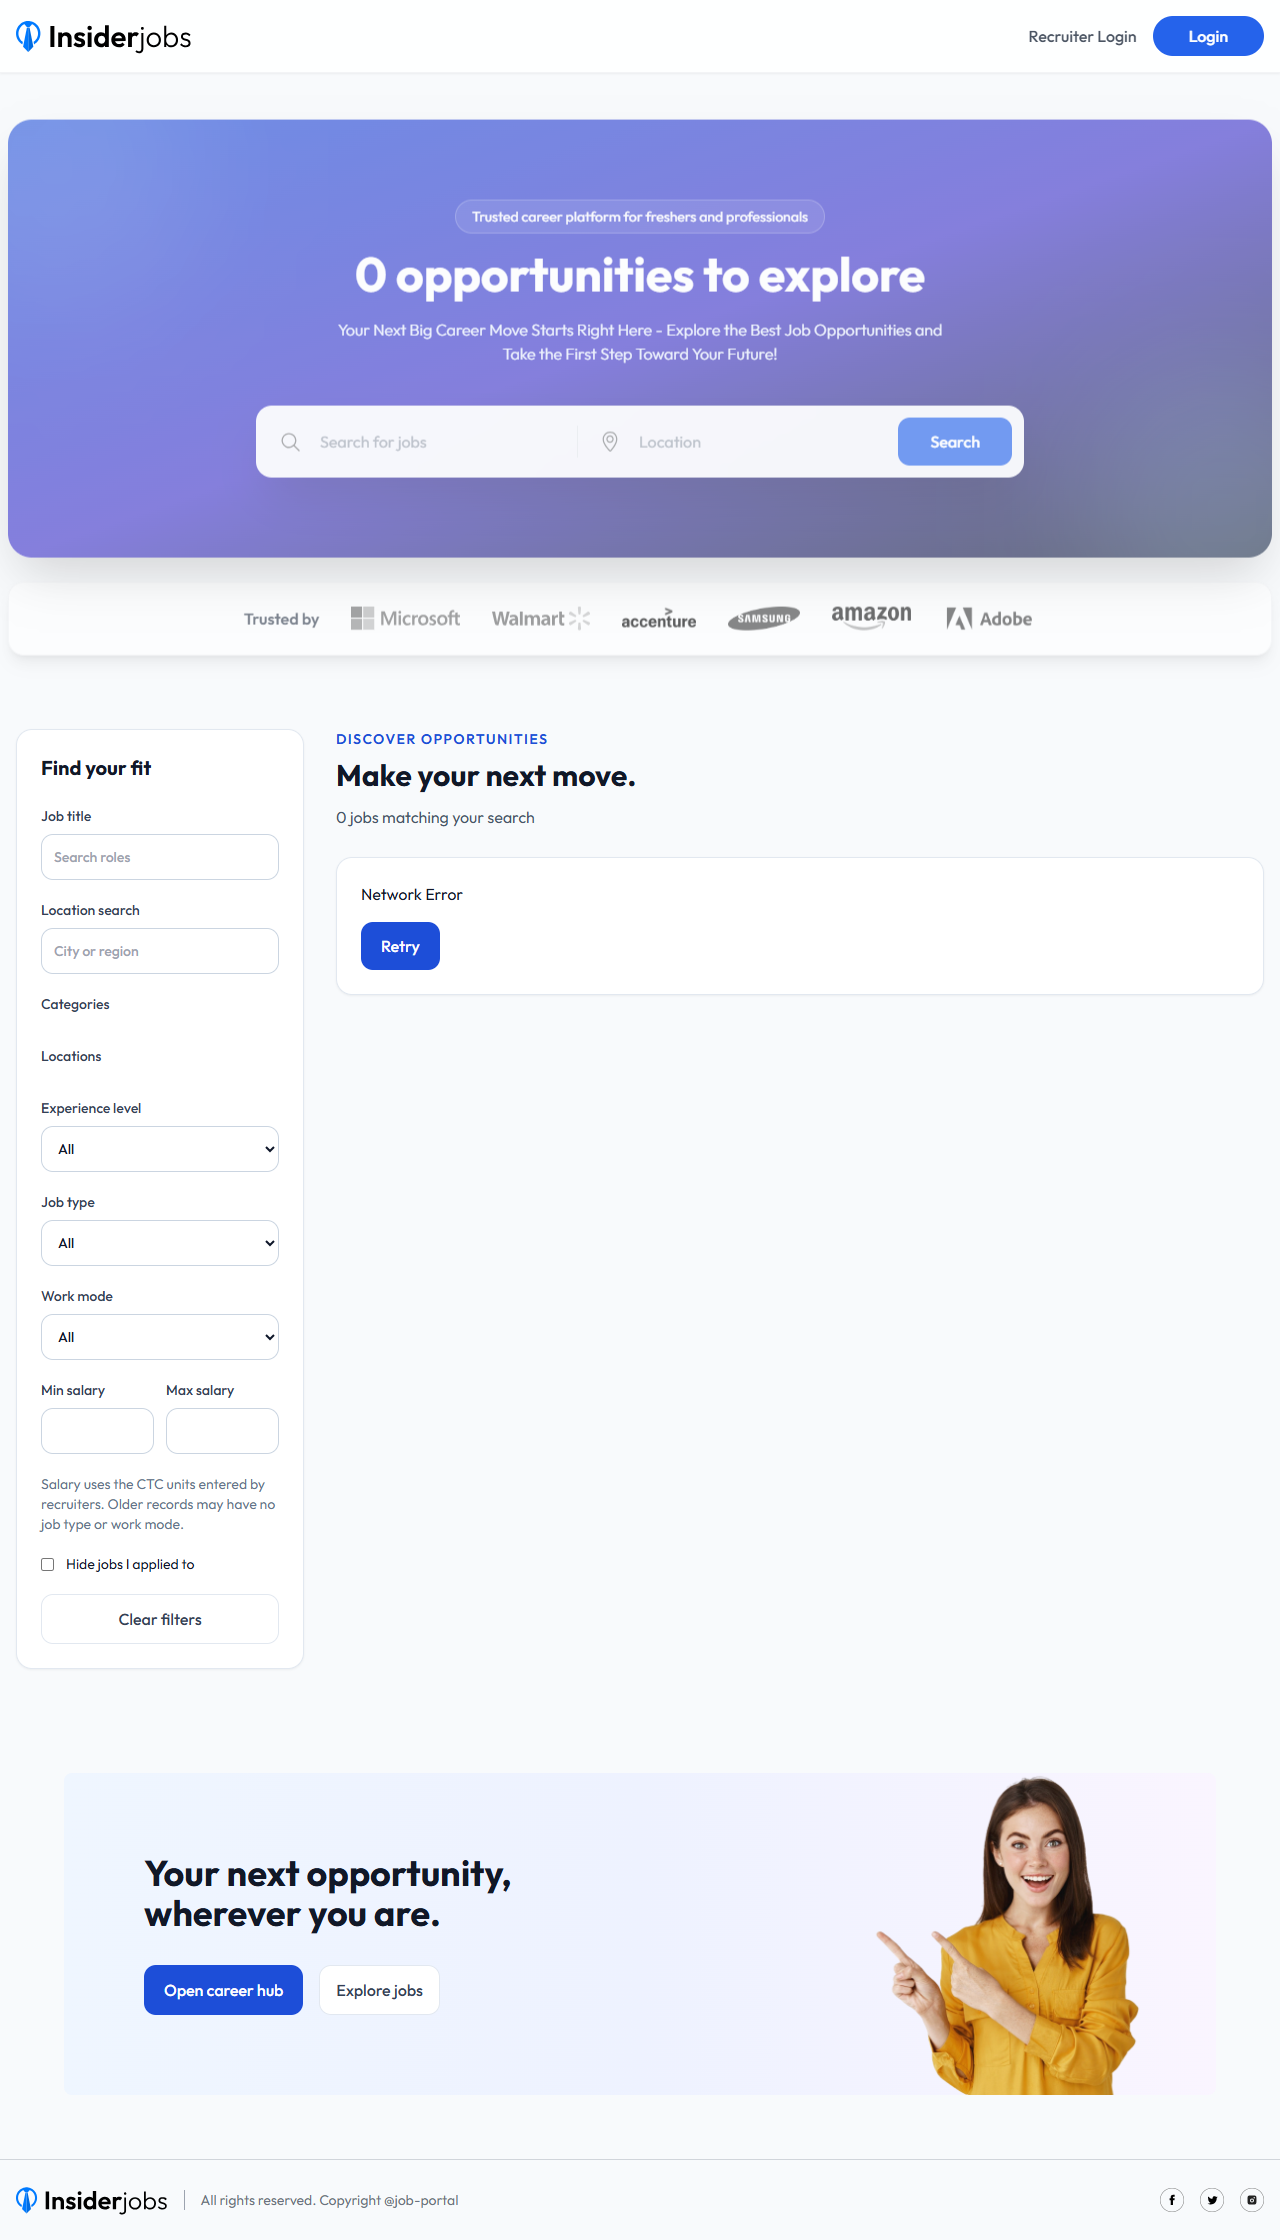 Insiderjobs
Recruiter Login
Login
Trusted career platform for freshers and professionals
0 opportunities to explore
Your Next Big Career Move Starts Right Here - Explore the Best Job Opportunities and
Take the First Step Toward Your Future!
Search for jobs
Location
Search
Trusted by
Microsoft
Walmart
accenture
SAMSUNG
amazon
Adobe
Find your fit
Job title
Search roles
Location search
City or region
Categories
Locations
Experience level
All
Job type
All
Work mode
All
Min salary
Max salary
Salary uses the CTC units entered by
recruiters. Older records may have no
job type or work mode.
Hide jobs I applied to
Clear filters
DISCOVER OPPORTUNITIES
Make your next move.
0 jobs matching your search
Network Error
Retry
Your next opportunity,
wherever you are.
Open career hub
Explore jobs
Insiderjobs
All rights reserved. Copyright @job-portal